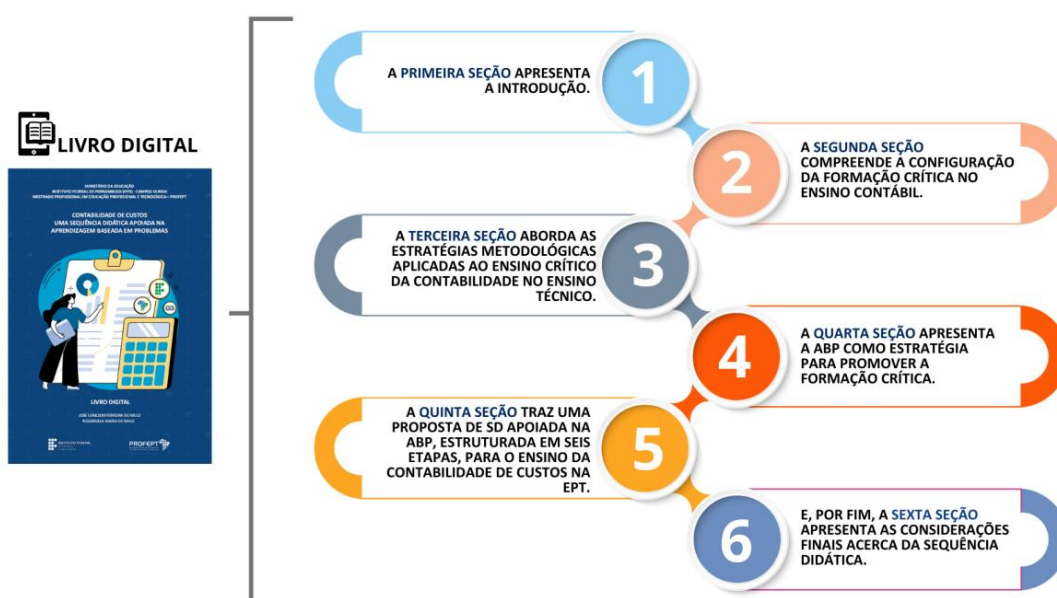 LIVRO DIGITAL
MINISTÉRIO DA EDUCAÇÃO
INSTITUTO FEDERAL DE PERNAMBUCO (IFPE) - CAMPUS OLINDA
MESTRADO PROFISSIONAL EM EDUCAÇÃO PROFISSIONAL E TECNOLÓGICA - PROFEPT
CONTABILIDADE DE CUSTOS
UMA SEQUÊNCIA DIDÁTICA APOIADA NA
APRENDIZAGEM BASEADA EM PROBLEMAS
LIVRO DIGITAL
INSTITUTO FEDERAL
PROFEPT
A PRIMEIRA SEÇÃO APRESENTA
A INTRODUÇÃO.
1
2
A SEGUNDA SEÇÃO
COMPREENDE A CONFIGURAÇÃO
DA FORMAÇÃO CRÍTICA NO
ENSINO CONTÁBIL.
A TERCEIRA SEÇÃO ABORDA AS
ESTRATÉGIAS METODOLÓGICAS
APLICADAS AO ENSINO CRÍTICO
DA CONTABILIDADE NO ENSINO
TÉCNICO.
3
4
A QUARTA SEÇÃO APRESENTA
A ABP COMO ESTRATÉGIA
PARA PROMOVER A
FORMAÇÃO CRÍTICA.
A QUINTA SEÇÃO TRAZ UMA
PROPOSTA DE SD APOIADA NA
ABP, ESTRUTURADA EM SEIS
ETAPAS, PARA O ENSINO DA
CONTABILIDADE DE CUSTOS NA
EPT.
5
6
E, POR FIM, A SEXTA SEÇÃO
APRESENTA AS CONSIDERAÇÕES
FINAIS ACERCA DA SEQUÊNCIA
DIDÁTICA.